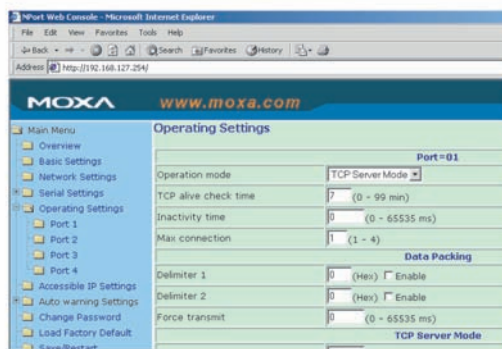 NPort Web Console - Microsoft Internet Explorer
File Edit View Favorites Tools Help
Back Search Favorites History
Address http://192.168.127.254/
MOXA www.moxa.com
Main Menu
Overview
Basic Settings
Network Settings
Serial Settings
Operating Settings
Port 1
Port 2
Port 3
Port 4
Accessible IP Settings
Auto warning Settings
Change Password
Load Factory Default
Save/Restart
Operating Settings
Port=01
Operation mode TCP Server Mode
TCP alive check time 7 (0 - 99 min)
Inactivity time 0 (0 - 65535 ms)
Max connection 1 (1 - 4)
Data Packing
Delimiter 1 0 (Hex) Enable
Delimiter 2 0 (Hex) Enable
Force transmit 0 (0 - 65535 ms)
TCP Server Mode